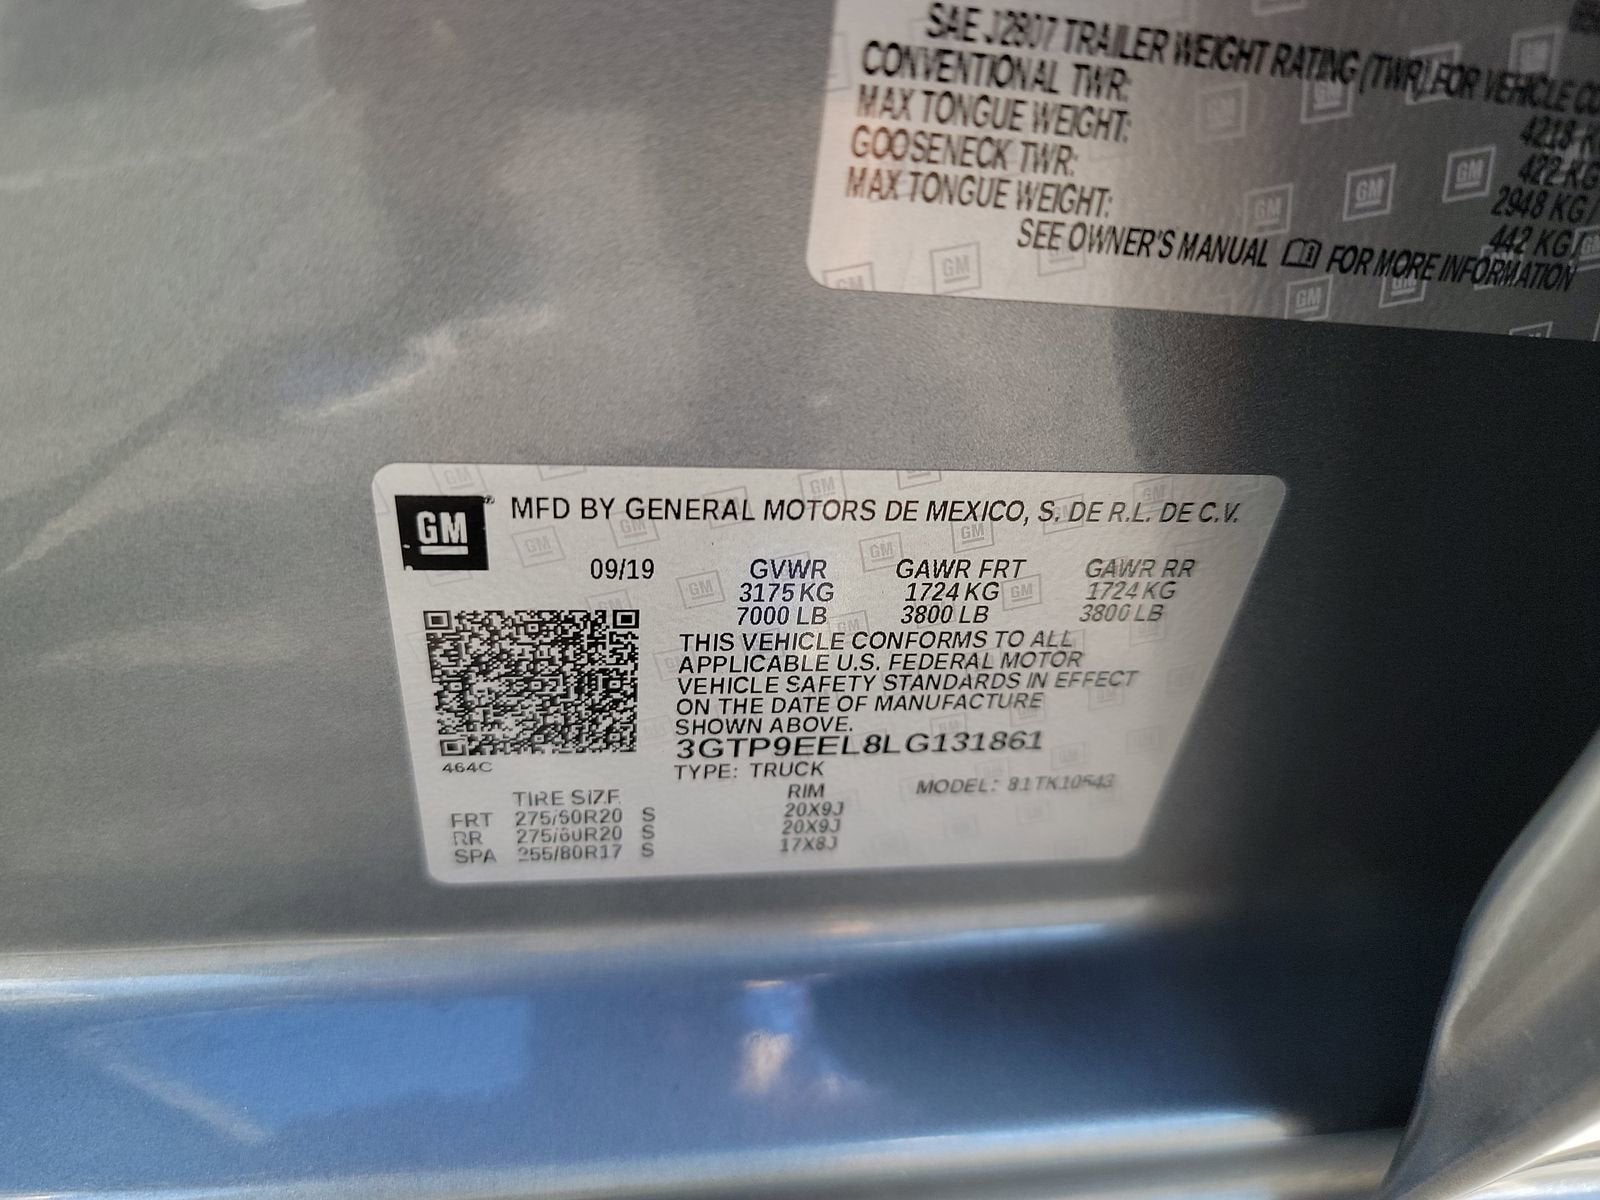 SAE J2807 TRAILER WEIGHT RATING (TWR) FOR VEHICLE
CONVENTIONAL TWR: 4218 K
MAX TONGUE WEIGHT: 422 KG
GOOSENECK TWR: 2948 KG/
MAX TONGUE WEIGHT: 442 KG/
SEE OWNER'S MANUAL FOR MORE INFORMATION
GM® MFD BY GENERAL MOTORS DE MEXICO, S. DE R.L. DE C.V.
09/19 GVWR GAWR FRT GAWR RR
3175 KG 1724 KG 1724 KG
7000 LB 3800 LB 3800 LB
THIS VEHICLE CONFORMS TO ALL
APPLICABLE U.S. FEDERAL MOTOR
VEHICLE SAFETY STANDARDS IN EFFECT
ON THE DATE OF MANUFACTURE
SHOWN ABOVE.
3GTP9EEL8LG131861
464C
TYPE: TRUCK
MODEL: 81TK10543
TIRE SIZE RIM
FRT 275/60R20 S 20X9J
RR 275/60R20 S 20X9J
SPA 255/80R17 S 17X8J